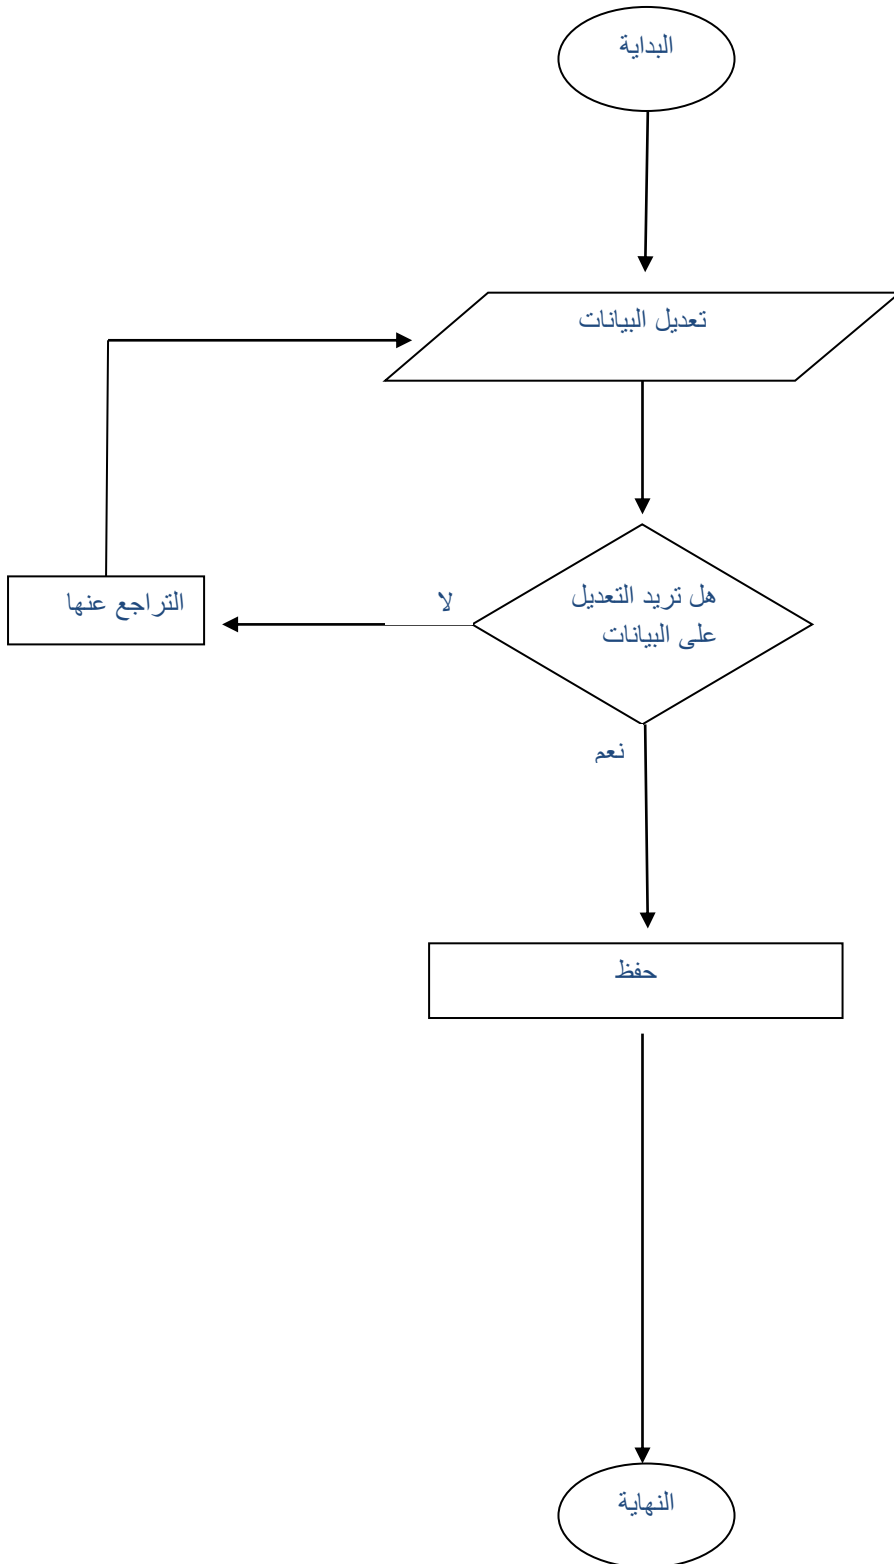 البداية
تعديل البيانات
هل تريد التعديل
على البيانات
لا
التراجع عنها
نعم
حفظ
النهاية